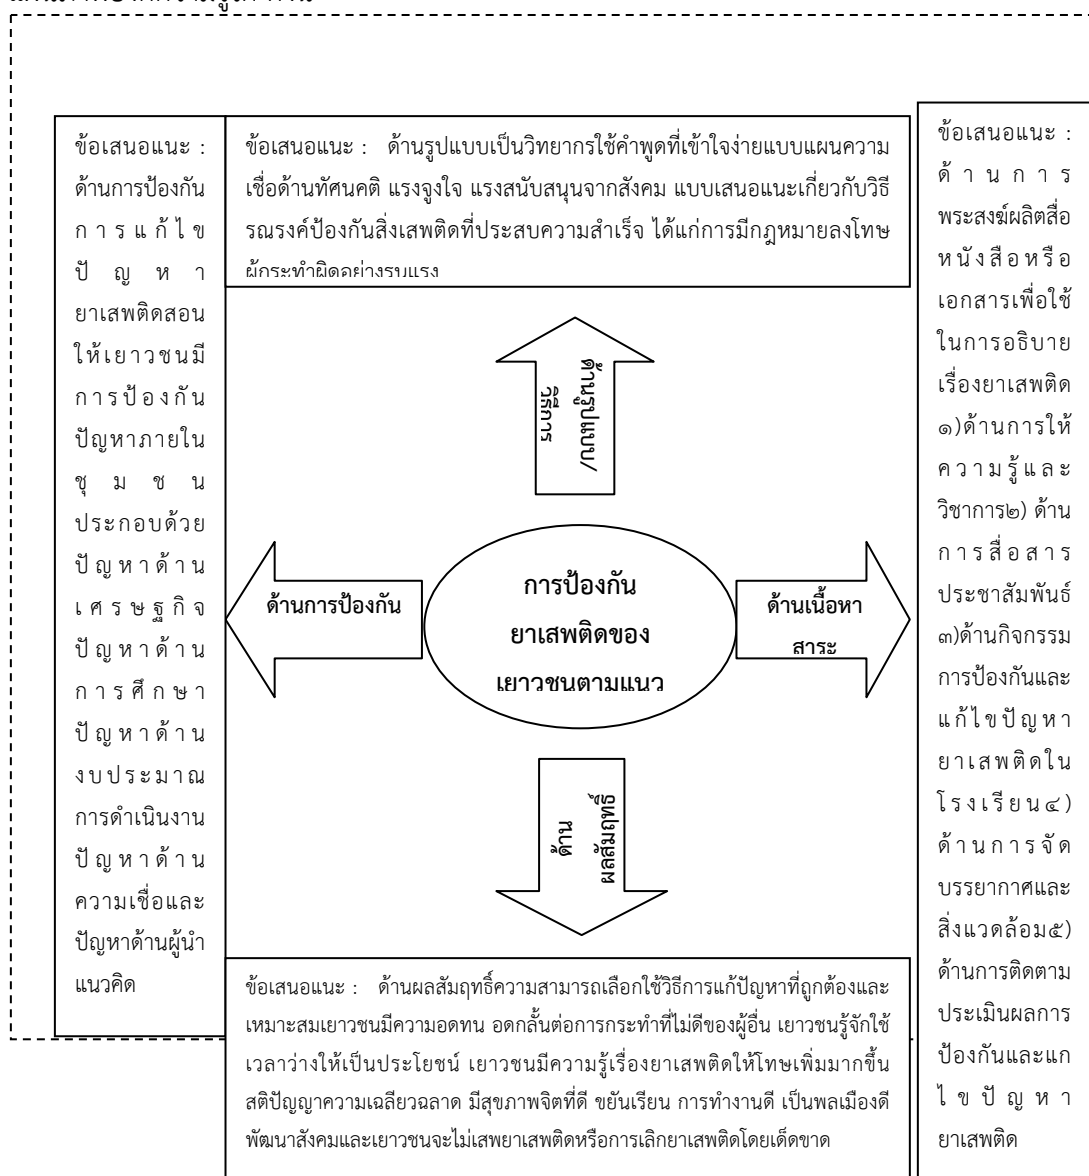 ข้อเสนอแนะ :
ด้านการป้องกัน
การแก้ไข
ปัญหา
ยาเสพติดสอน
ให้เยาวชนมี
การป้องกัน
ปัญหาภายใน
ชุมชน
ประกอบด้วย
ปัญหาด้าน
เศรษฐกิจ
ปัญหาด้าน
การศึกษา
ปัญหาด้าน
งบประมาณ
การดำเนินงาน
ปัญหาด้าน
ความเชื่อและ
ปัญหาด้านผู้นำ
แนวคิด
ข้อเสนอแนะ : ด้านรูปแบบเป็นวิทยากรใช้คำพูดที่เข้าใจง่ายแบบแผนความ
เชื่อด้านทัศนคติ แรงจูงใจ แรงสนับสนุนจากสังคม แบบเสนอแนะเกี่ยวกับวิธี
รณรงค์ป้องกันสิ่งเสพติดที่ประสบความสำเร็จ ได้แก่การมีกฎหมายลงโทษ
ผู้กระทำผิดอย่างรุนแรง
ด้านรูปแบบ/
วิธีการ
ด้านการป้องกัน
การป้องกัน
ยาเสพติดของ
เยาวชนตามแนว
ด้านเนื้อหา
สาระ
ด้าน
ผลสัมฤทธิ์
ข้อเสนอแนะ : ด้านผลสัมฤทธิ์ความสามารถเลือกใช้วิธีการแก้ปัญหาที่ถูกต้องและ
เหมาะสมเยาวชนมีความอดทน อดกลั้นต่อการกระทำที่ไม่ดีของผู้อื่น เยาวชนรู้จักใช้
เวลาว่างให้เป็นประโยชน์ เยาวชนมีความรู้เรื่องยาเสพติดให้โทษเพิ่มมากขึ้น
สติปัญญาความเฉลียวฉลาด มีสุขภาพจิตที่ดี ขยันเรียน การทำงานดี เป็นพลเมืองดี
พัฒนาสังคมและเยาวชนจะไม่เสพยาเสพติดหรือการเลิกยาเสพติดโดยเด็ดขาด
ข้อเสนอแนะ :
ด้านการ
พระสงฆ์ผลิตสื่อ
หนังสือหรือ
เอกสารเพื่อใช้
ในการอธิบาย
เรื่องยาเสพติด
๑)ด้านการให้
ความรู้และ
วิชาการ๒) ด้าน
การสื่อสาร
ประชาสัมพันธ์
๓)ด้านกิจกรรม
การป้องกันและ
แก้ไขปัญหา
ยาเสพติดใน
โรงเรียน๔)
ด้านการจัด
บรรยากาศและ
สิ่งแวดล้อม๕)
ด้านการติดตาม
ประเมินผลการ
ป้องกันและแก
ไขปัญหา
ยาเสพติด